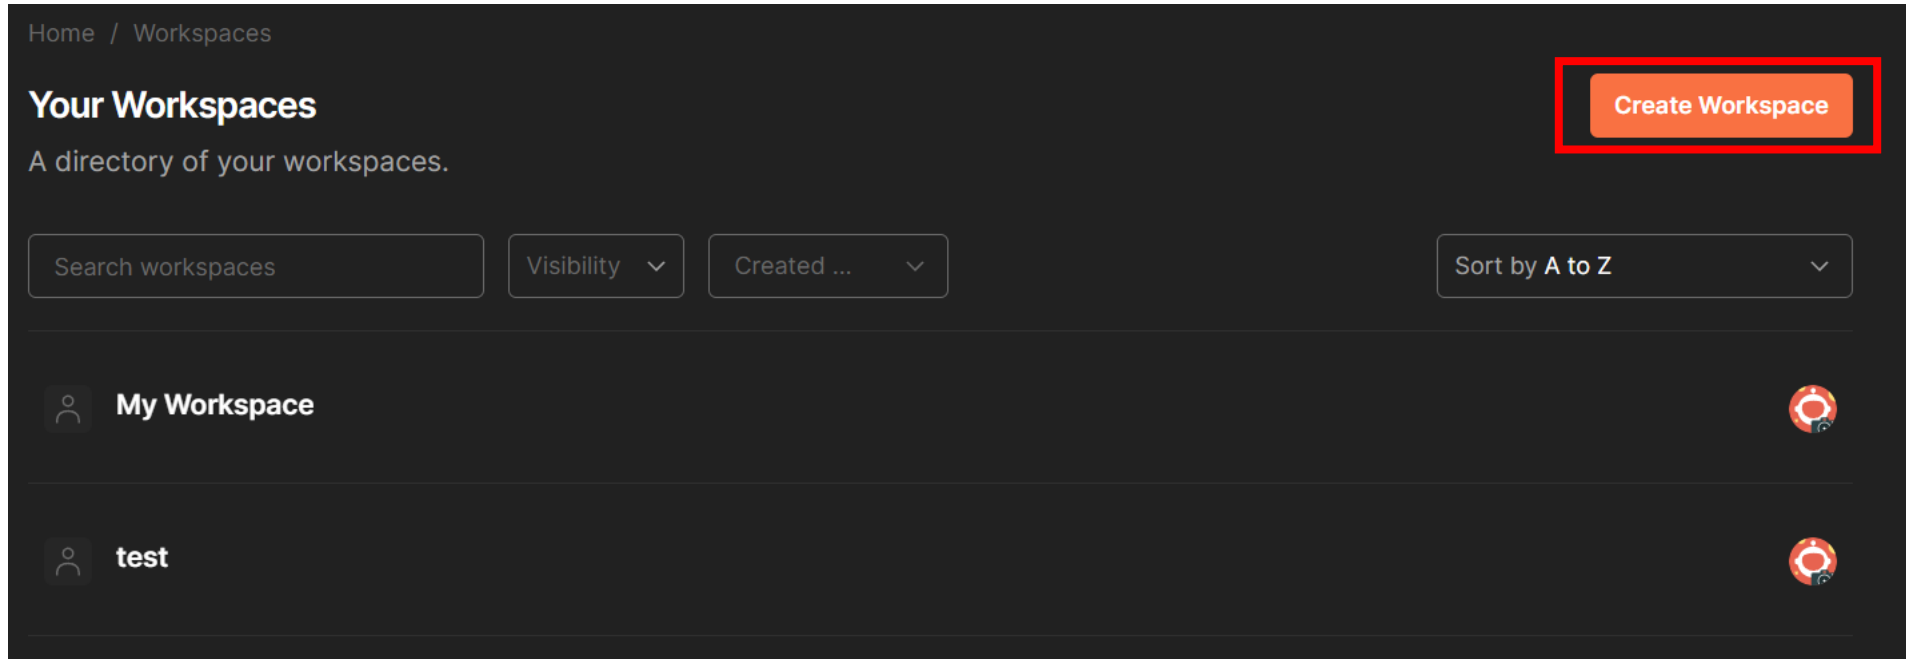 Home / Workspaces
Your Workspaces
Create Workspace
A directory of your workspaces.
Search workspaces
Visibility
Created ...
Sort by A to Z
My Workspace
test